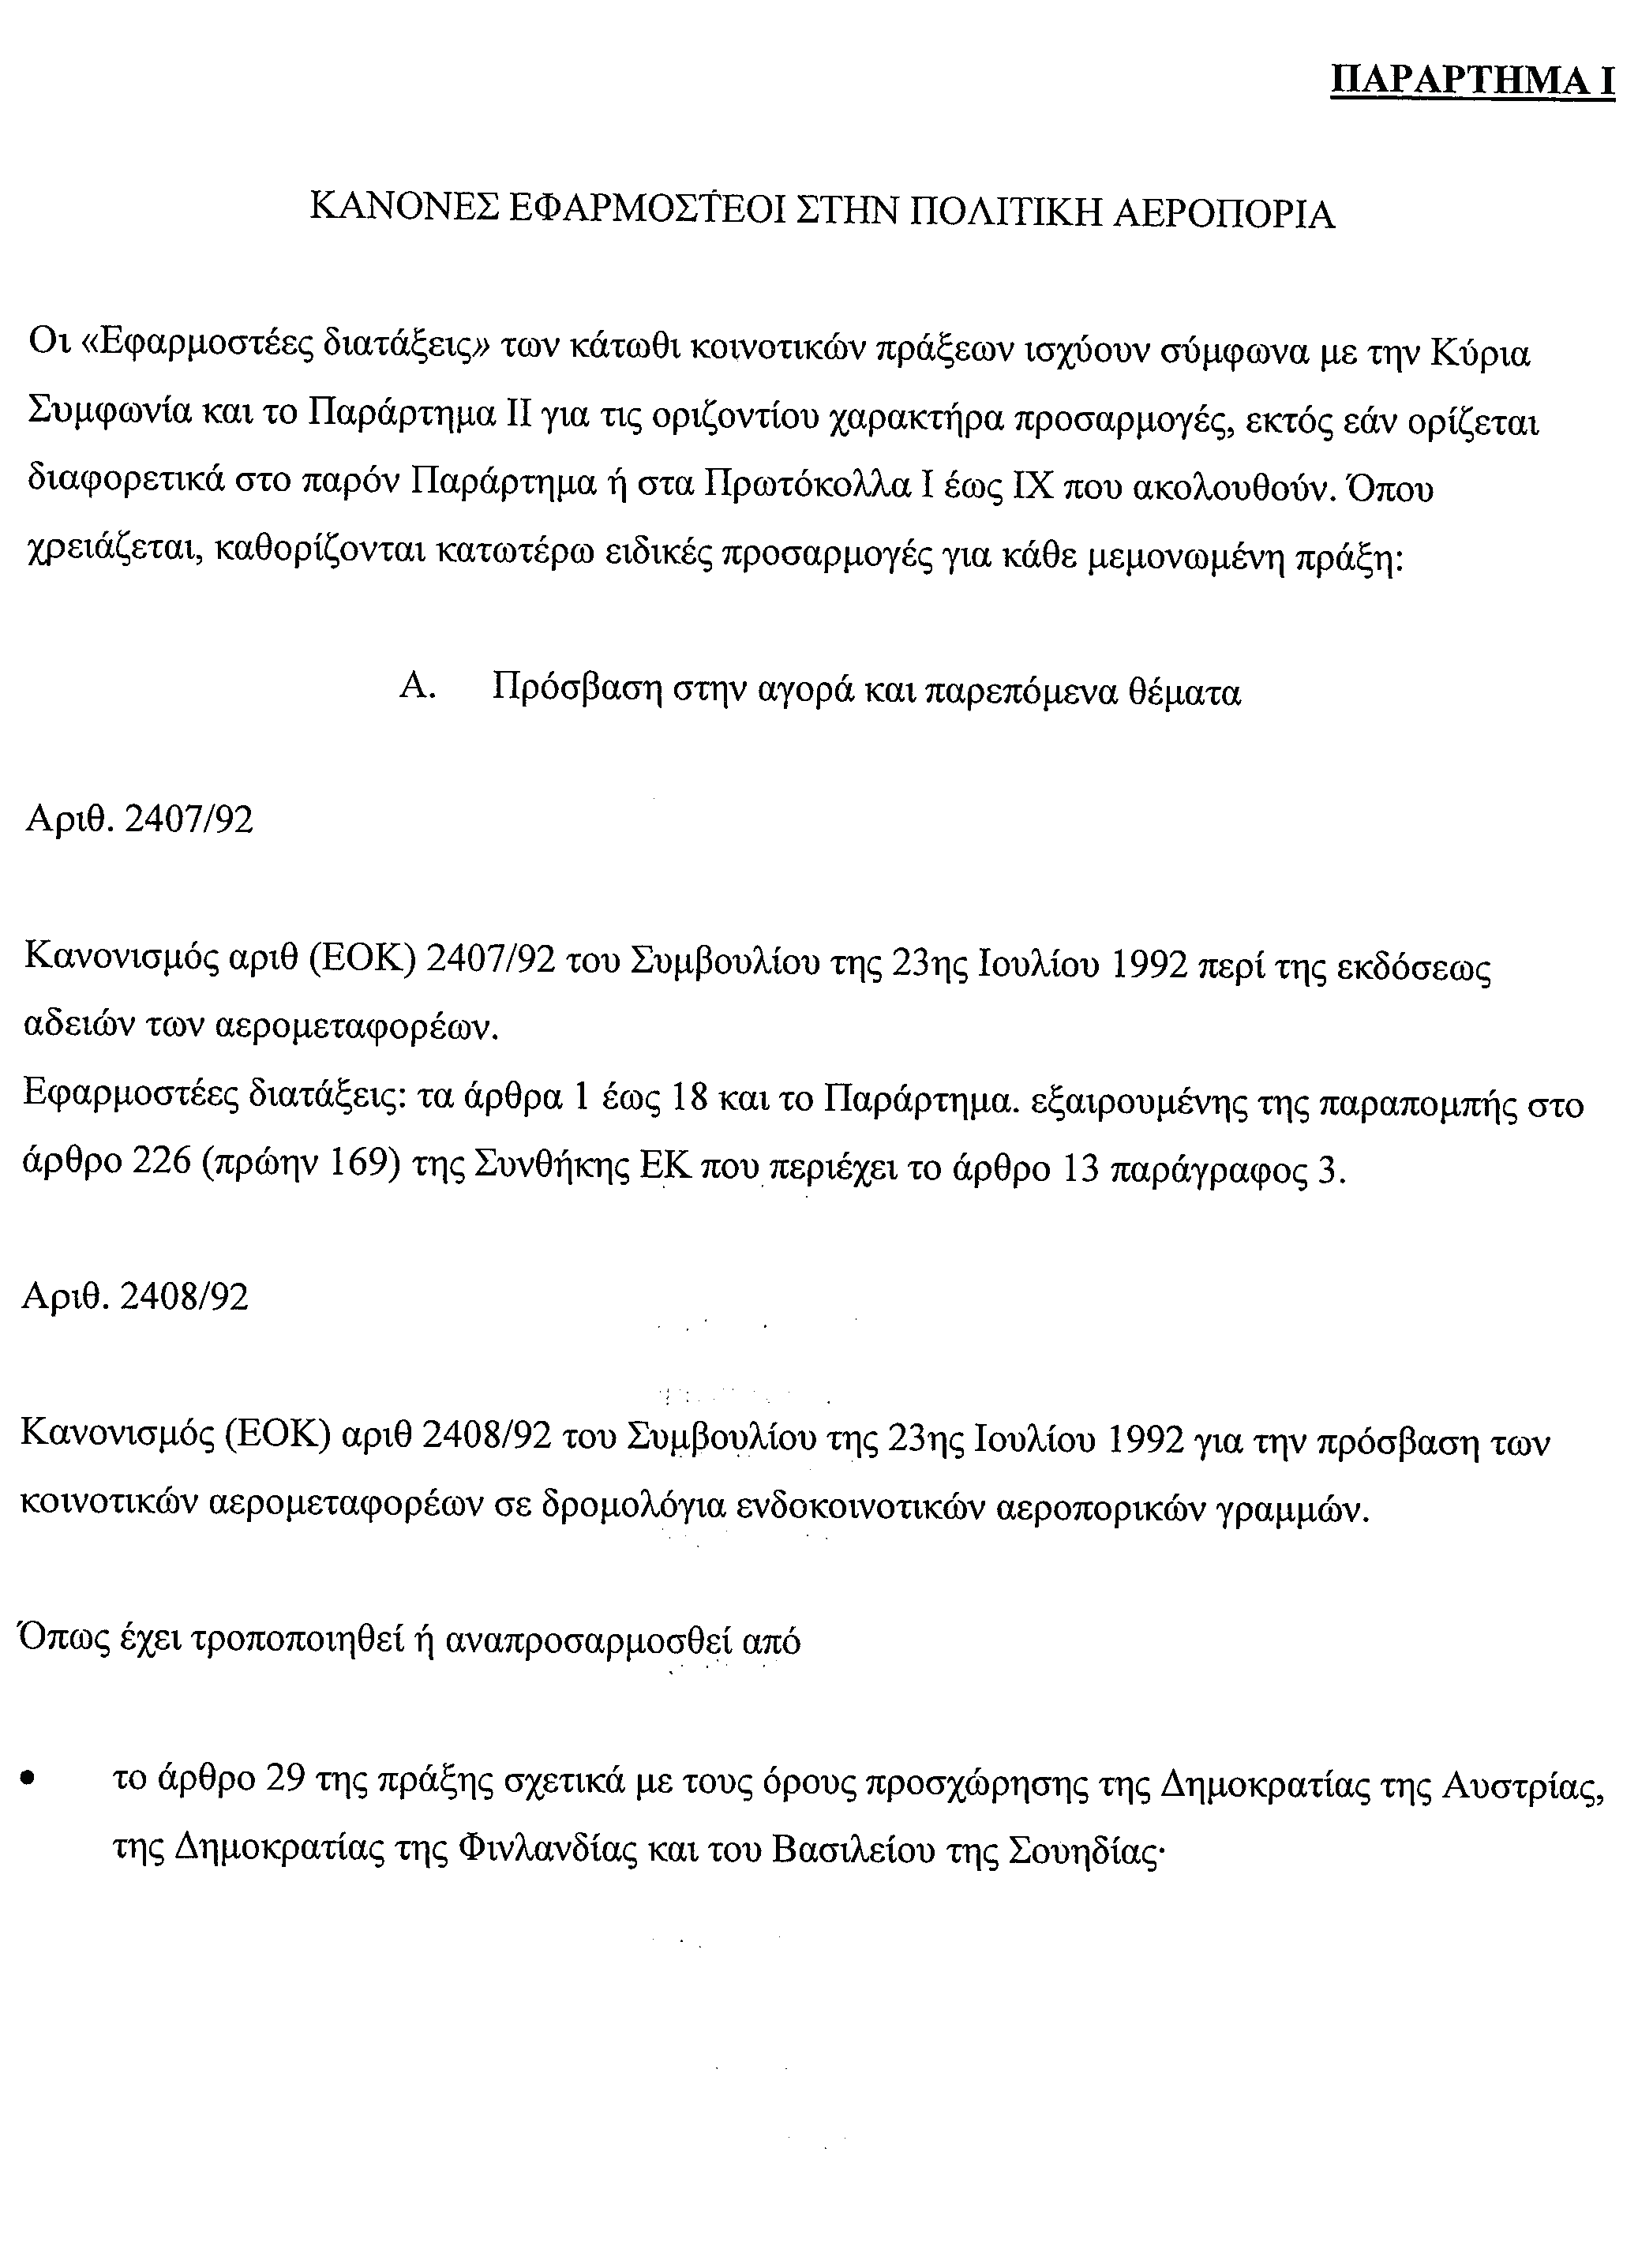 ΠΑΡΑΡΤΗΜΑ Ι
ΚΑΝΟΝΕΣ ΕΦΑΡΜΟΣΤΕΟΙ ΣΤΗΝ ΠΟΛΙΤΙΚΗ ΑΕΡΟΠΟΡΙΑ
Οι «Εφαρμοστέες διατάξεις» των κάτωθι κοινοτικών πράξεων ισχύουν σύμφωνα με την Κύρια
Συμφωνία και το Παράρτημα ΙΙ για τις οριζοντίου χαρακτήρα προσαρμογές, εκτός εάν ορίζεται
διαφορετικά στο παρόν Παράρτημα ή στα Πρωτόκολλα Ι έως ΙΧ που ακολουθούν. Όπου
χρειάζεται, καθορίζονται κατωτέρω ειδικές προσαρμογές για κάθε μεμονωμένη πράξη:
Α. Πρόσβαση στην αγορά και παρεπόμενα θέματα
Αριθ. 2407/92
Κανονισμός αριθ (ΕΟΚ) 2407/92 του Συμβουλίου της 23ης Ιουλίου 1992 περί της εκδόσεως
αδειών των αερομεταφορέων.
Εφαρμοστέες διατάξεις: τα άρθρα 1 έως 18 και το Παράρτημα. εξαιρουμένης της παραπομπής στο
άρθρο 226 (πρώην 169) της Συνθήκης ΕΚ που περιέχει το άρθρο 13 παράγραφος 3.
Αριθ. 2408/92
Κανονισμός (ΕΟΚ) αριθ 2408/92 του Συμβουλίου της 23ης Ιουλίου 1992 για την πρόσβαση των
κοινοτικών αερομεταφορέων σε δρομολόγια ενδοκοινοτικών αεροπορικών γραμμών.
Όπως έχει τροποποιηθεί ή αναπροσαρμοσθεί από
• το άρθρο 29 της πράξης σχετικά με τους όρους προσχώρησης της Δημοκρατίας της Αυστρίας,
της Δημοκρατίας της Φινλανδίας και του Βασιλείου της Σουηδίας·